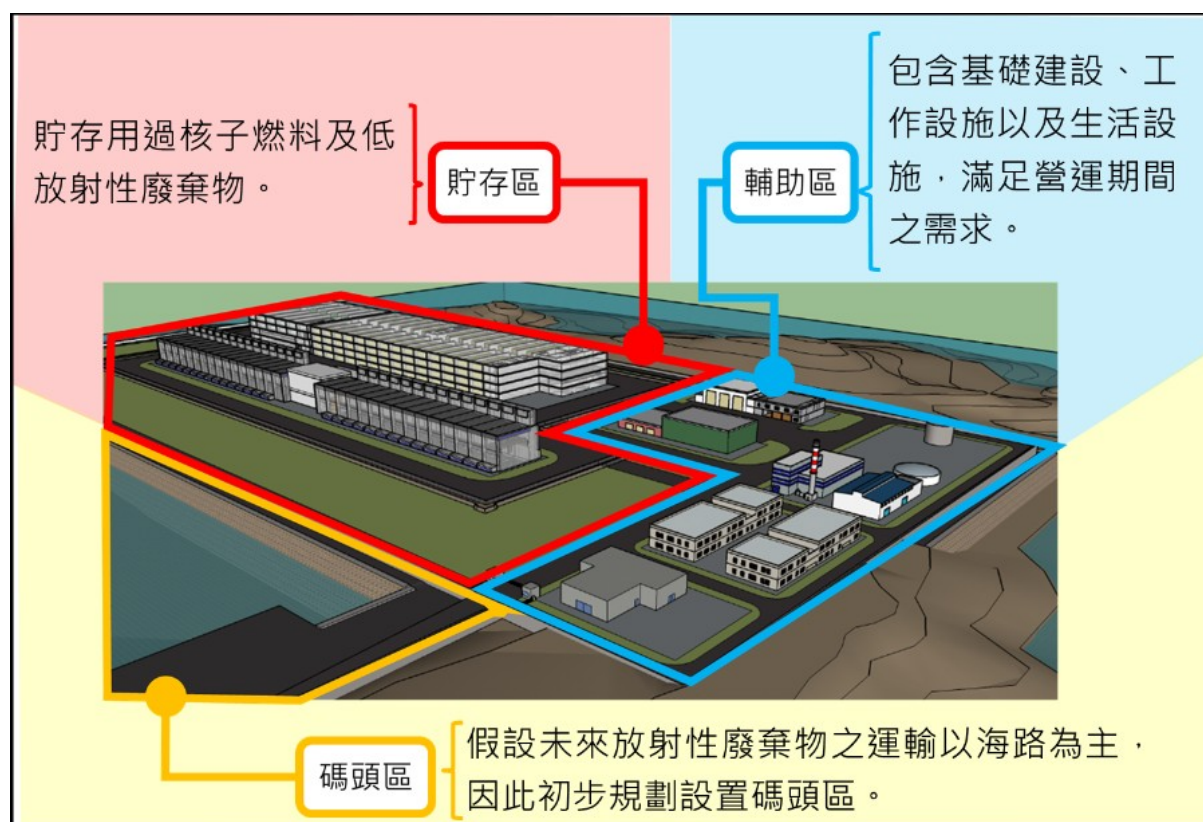 貯存用過核子燃料及低
放射性廢棄物。
貯存區
輔助區
包含基礎建設、工
作設施以及生活設
施，滿足營運期間
之需求。
碼頭區
假設未來放射性廢棄物之運輸以海路為主，
因此初步規劃設置碼頭區。